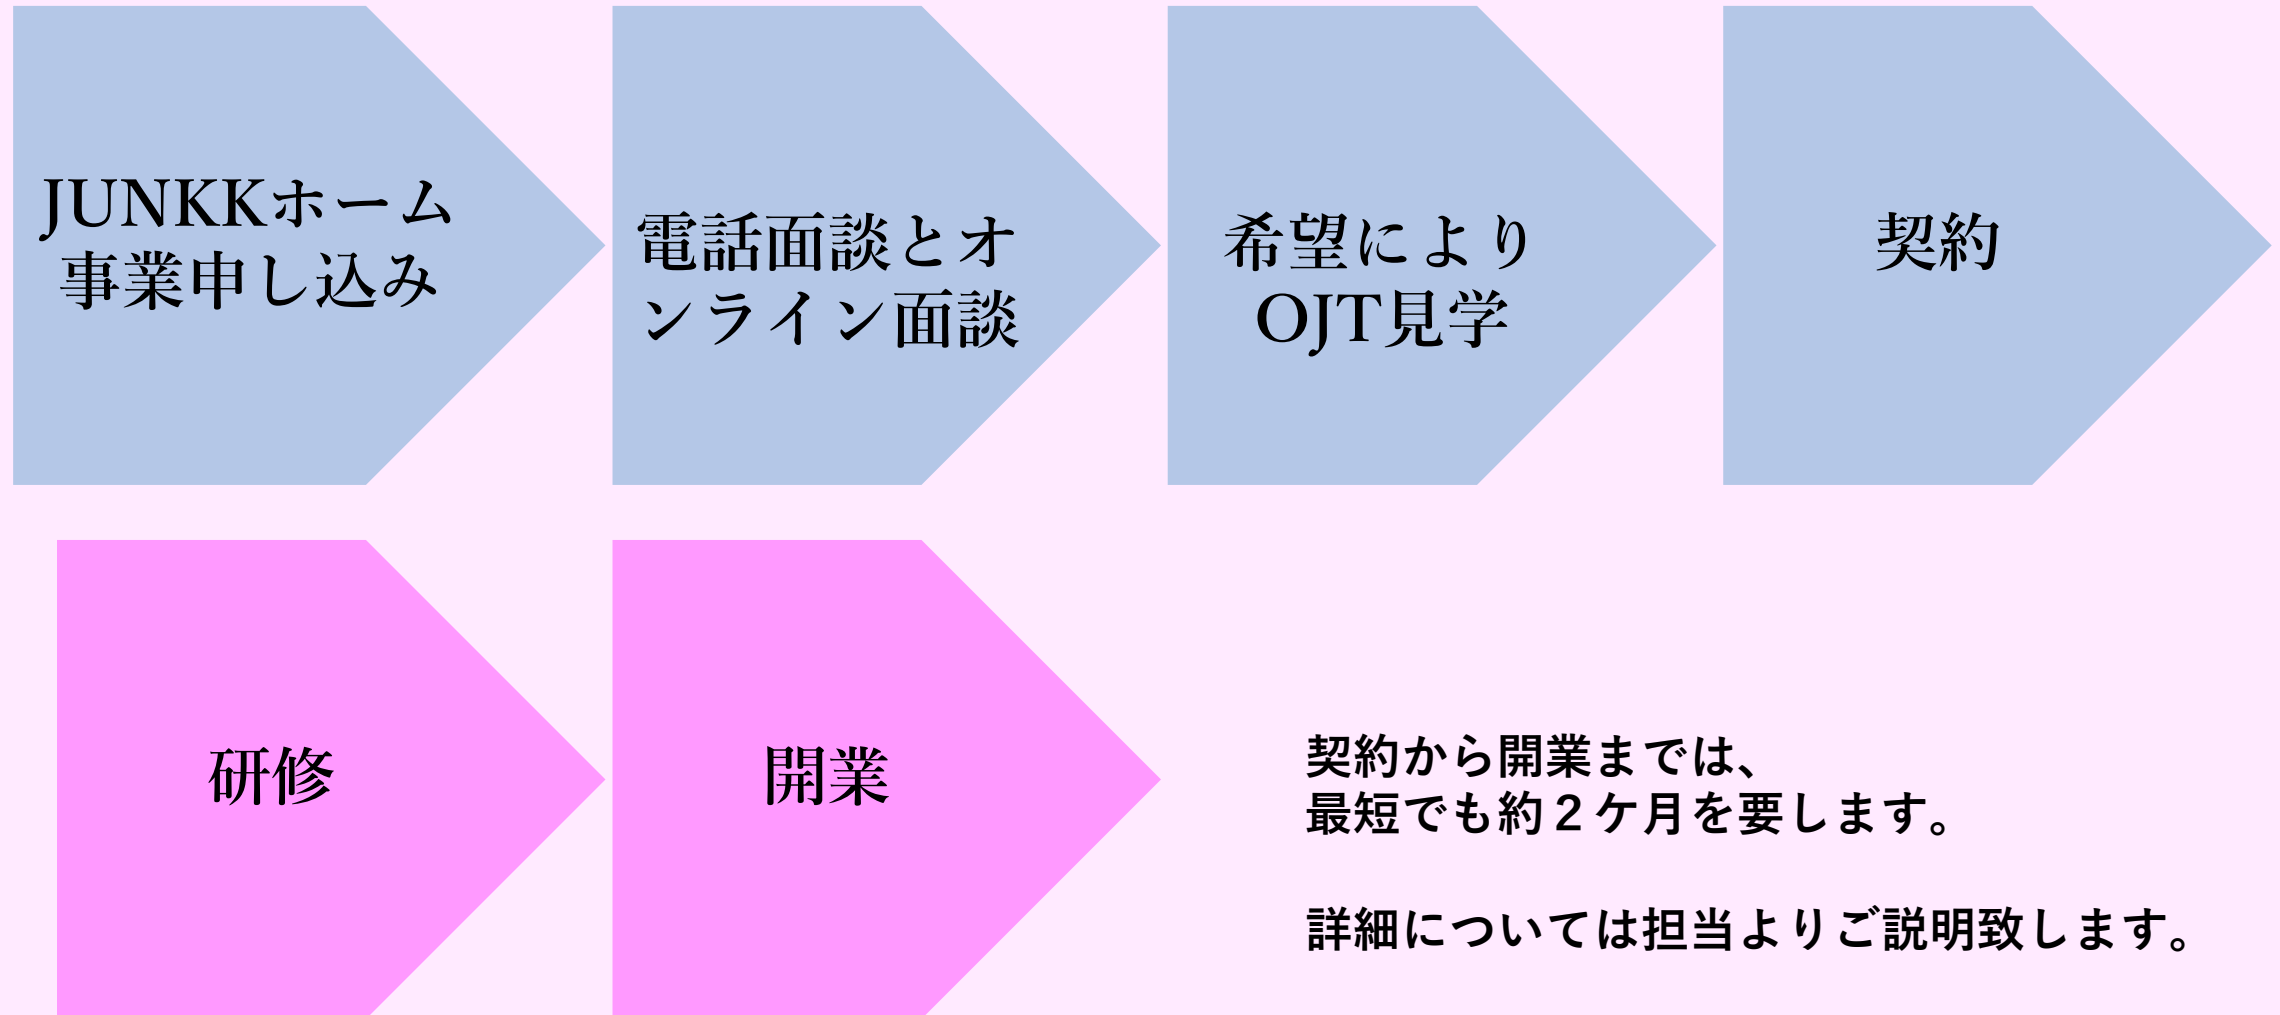 JUNKKホーム
事業申し込み
電話面談とオ
ンライン面談
希望により
OJT見学
契約
研修
開業
契約から開業までは、
最短でも約２ケ月を要します。
詳細については担当よりご説明致します。